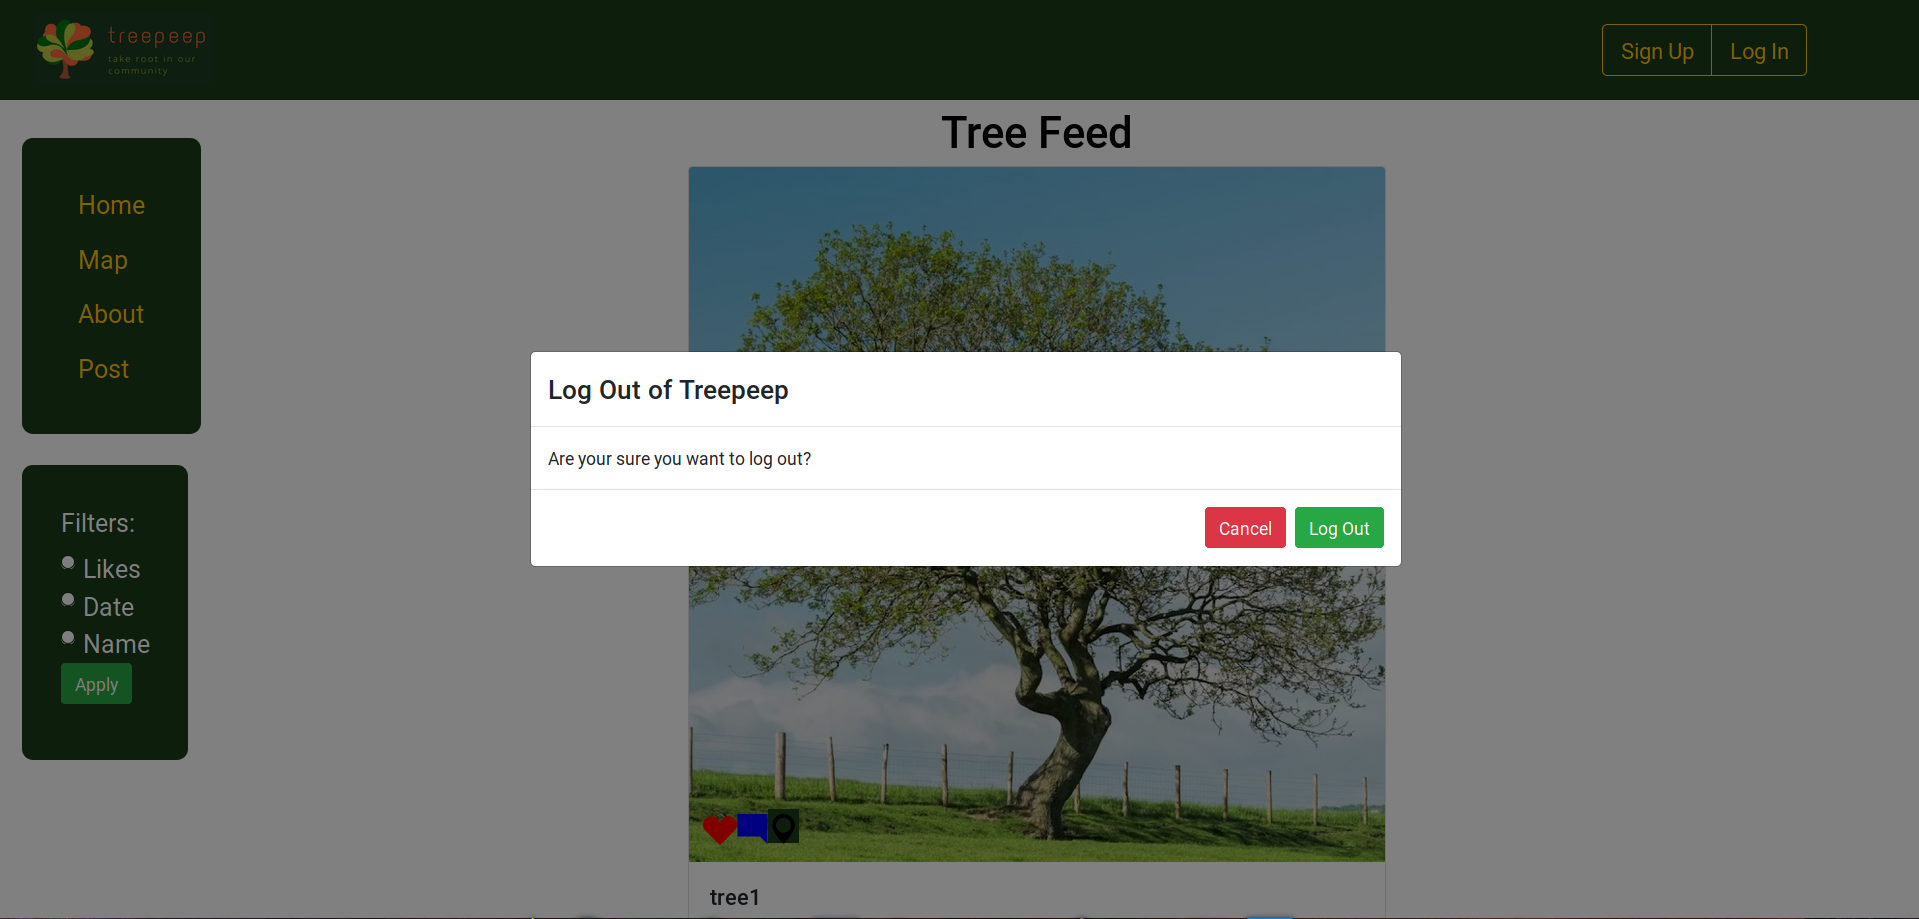 treepeep
take root in our
community
Sign Up
Log In
Tree Feed
Home
Map
About
Post
Log Out of Treepeep
Are your sure you want to log out?
Cancel
Log Out
Filters:
Likes
Date
Name
Apply
tree1